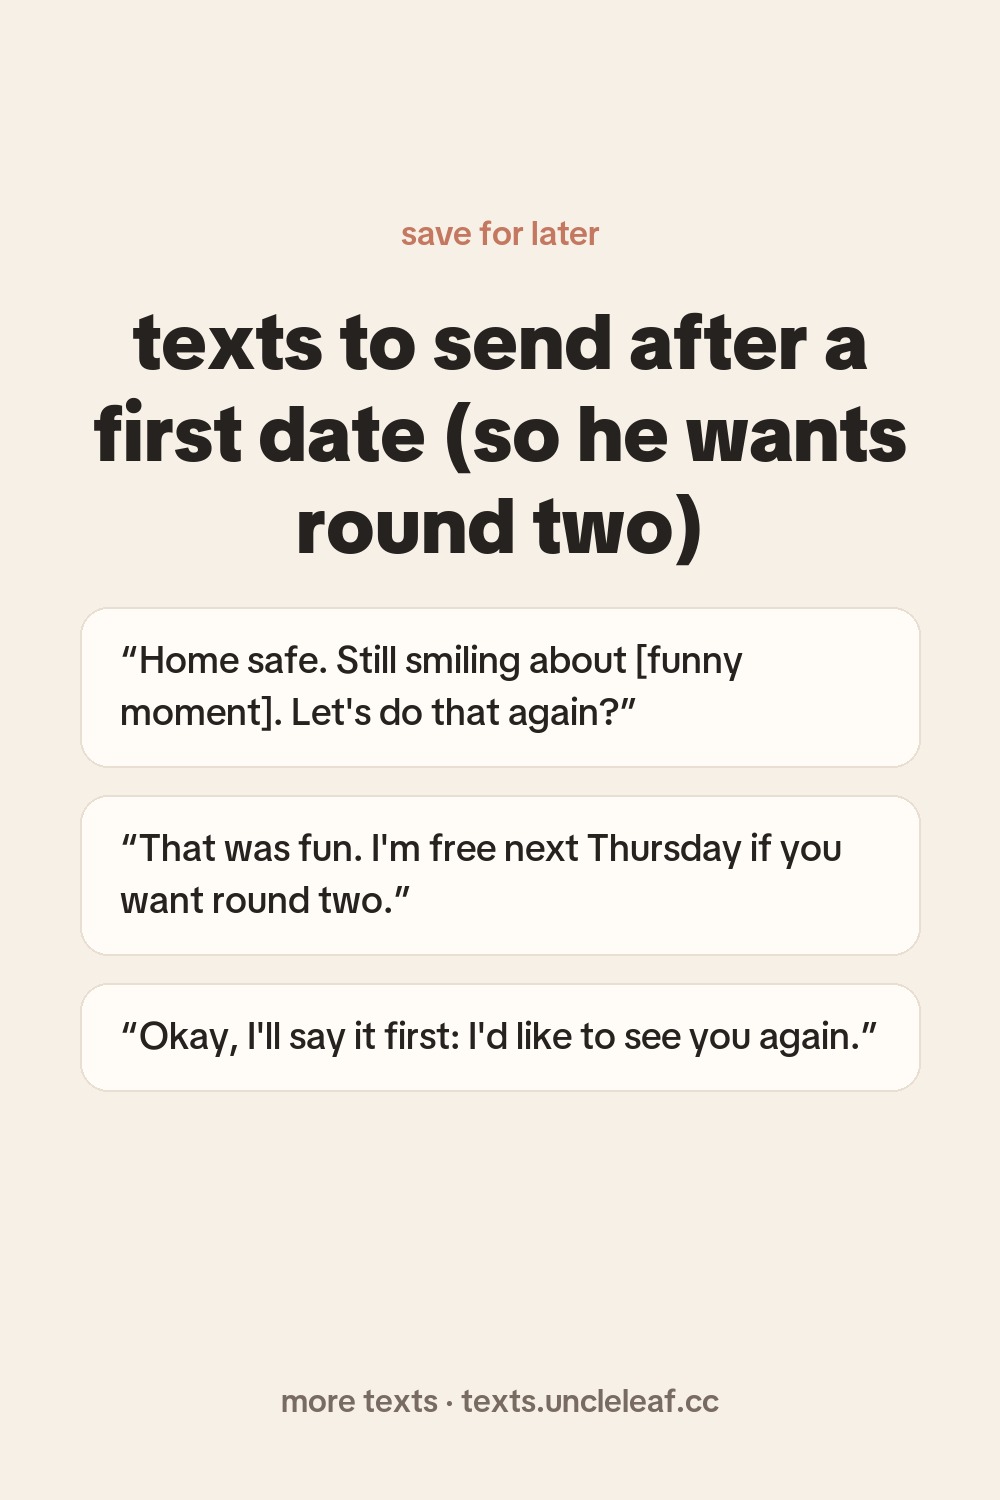 save for later
texts to send after a
first date (so he wants
round two)
“Home safe. Still smiling about [funny
moment]. Let's do that again?”
“That was fun. I'm free next Thursday if you
want round two.”
“Okay, I'll say it first: I'd like to see you again.”
more texts · texts.uncleleaf.cc